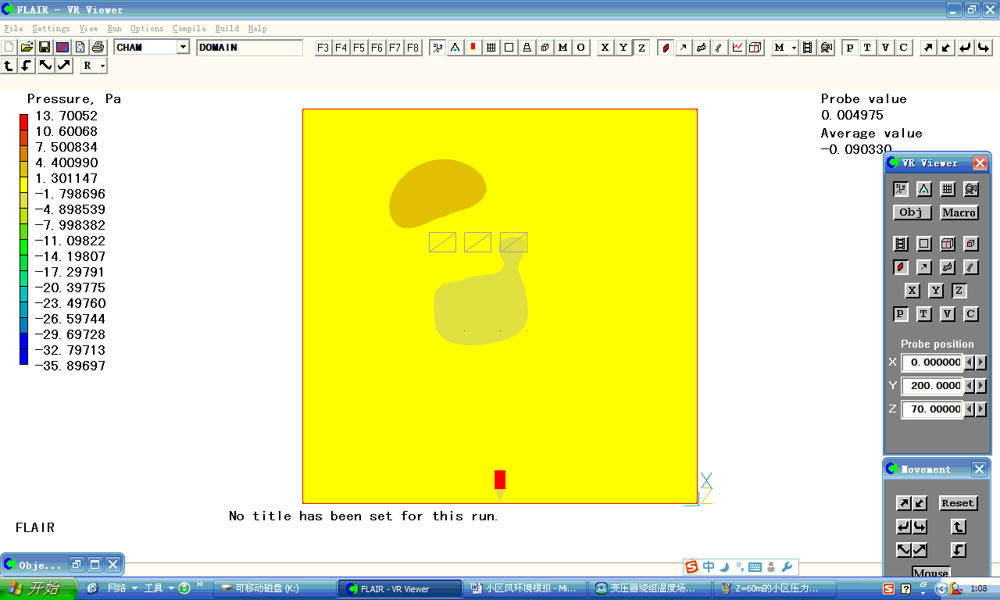 FLAIR - VR Viewer
File Settings View Run Options Compile Build Help
CHAM DOMAIN F3 F4 F5 F6 F7 F8 M O X Y Z M P T V C
R
Pressure, Pa
13.70052
10.60068
7.500834
4.400990
1.301147
-1.798696
-4.898539
-7.998382
-11.09822
-14.19807
-17.29791
-20.39775
-23.49760
-26.59744
-29.69728
-32.79713
-35.89697
Probe value
0.004975
Average value
-0.090330
VR Viewer
Obj Macro
X Y Z
P T V C
Probe position
X 0.000000
Y 200.0000
Z 70.00000
X
Z
Movement
Reset
Mouse
No title has been set for this run.
FLAIR
Obje...
中
开始 网络 工具 » 可移动磁盘 (K:) FLAIR - VR Viewer 小区风环境模拟 - Mi... 变压器绕组温度场... Z=60m的小区压力... 1:08